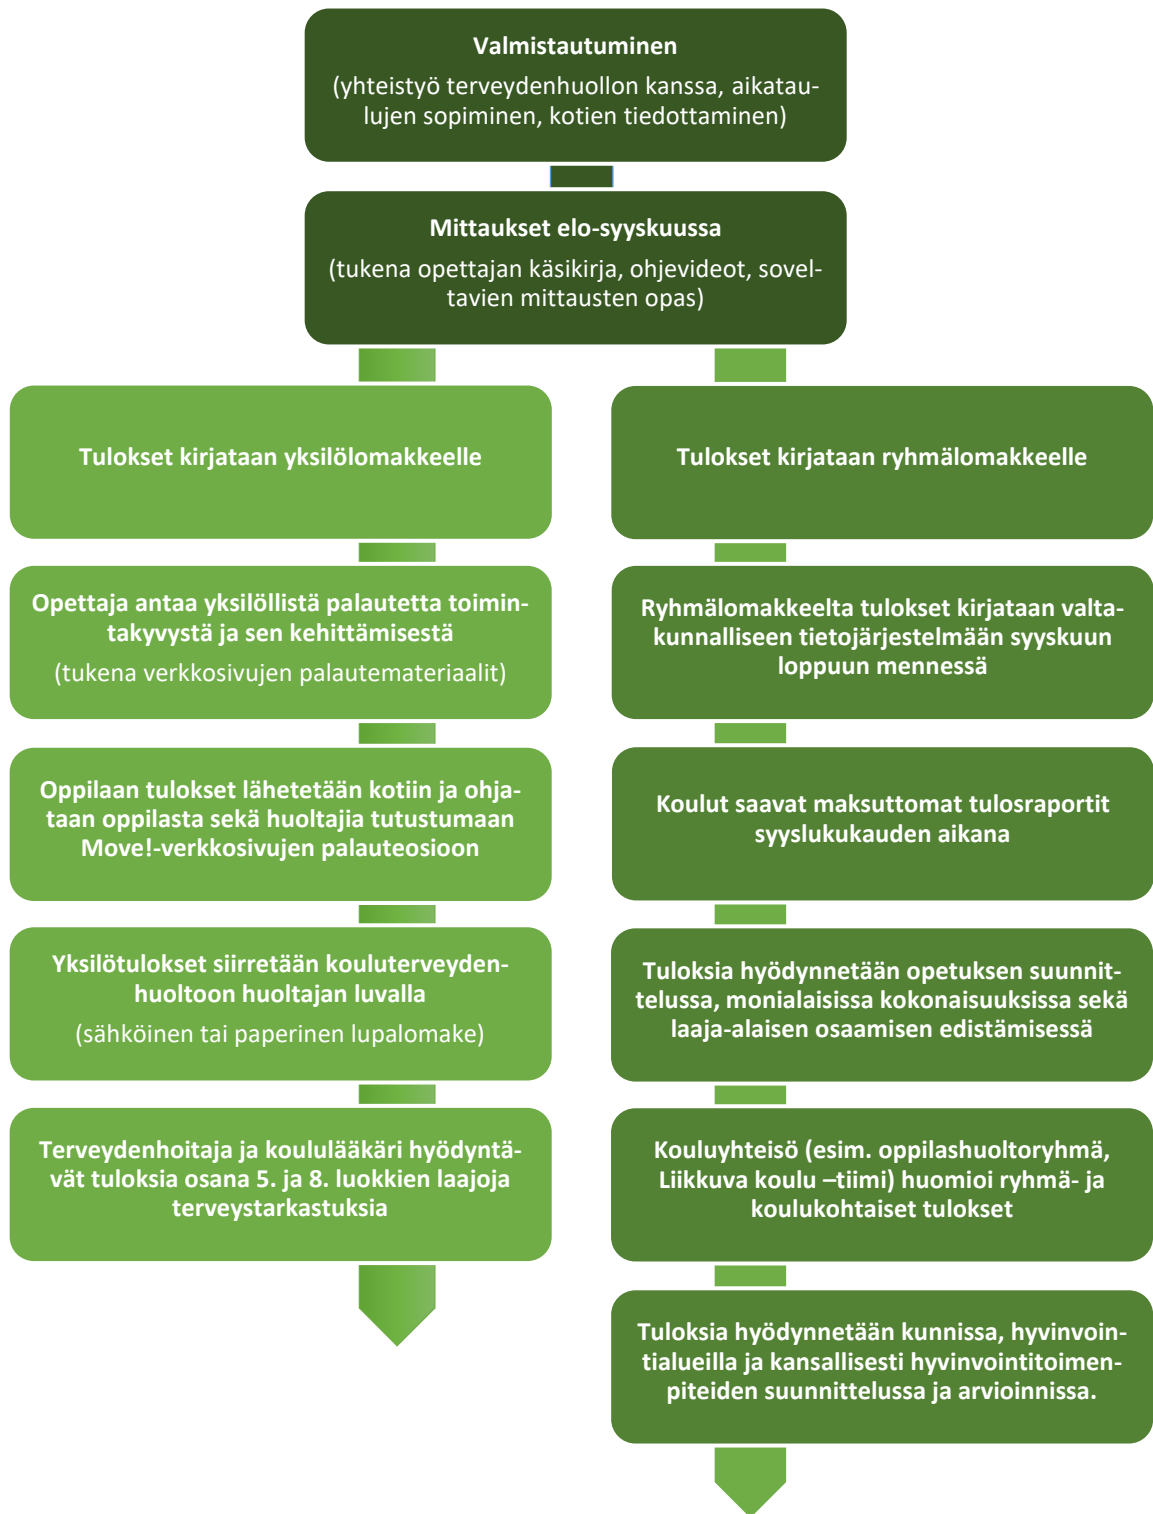 Valmistautuminen
(yhteistyö terveydenhuollon kanssa, aikatau-
lujen sopiminen, kotien tiedottaminen)
Mittaukset elo-syyskuussa
(tukena opettajan käsikirja, ohjevideot, sovel-
tavien mittausten opas)
Tulokset kirjataan yksilölomakkeelle
Opettaja antaa yksilöllistä palautetta toimin-
takyvystä ja sen kehittämisestä
(tukena verkkosivujen palautemateriaalit)
Oppilaan tulokset lähetetään kotiin ja ohja-
taan oppilasta sekä huoltajia tutustumaan
Move!-verkkosivujen palauteosioon
Yksilötulokset siirretään kouluterveyden-
huoltoon huoltajan luvalla
(sähköinen tai paperinen lupalomake)
Terveydenhoitaja ja koululääkäri hyödyntä-
vät tuloksia osana 5. ja 8. luokkien laajoja
terveystarkastuksia
Tulokset kirjataan ryhmälomakkeelle
Ryhmälomakkeelta tulokset kirjataan valta-
kunnalliseen tietojärjestelmään syyskuun
loppuun mennessä
Koulut saavat maksuttomat tulosraportit
syyslukukauden aikana
Tuloksia hyödynnetään opetuksen suunnit-
telussa, monialaisissa kokonaisuuksissa sekä
laaja-alaisen osaamisen edistämisessä
Kouluyhteisö (esim. oppilashuoltoryhmä,
Liikkuva koulu –tiimi) huomioi ryhmä- ja
koulukohtaiset tulokset
Tuloksia hyödynnetään kunnissa, hyvinvoin-
tialueilla ja kansallisesti hyvinvointitoimen-
piteiden suunnittelussa ja arvioinnissa.